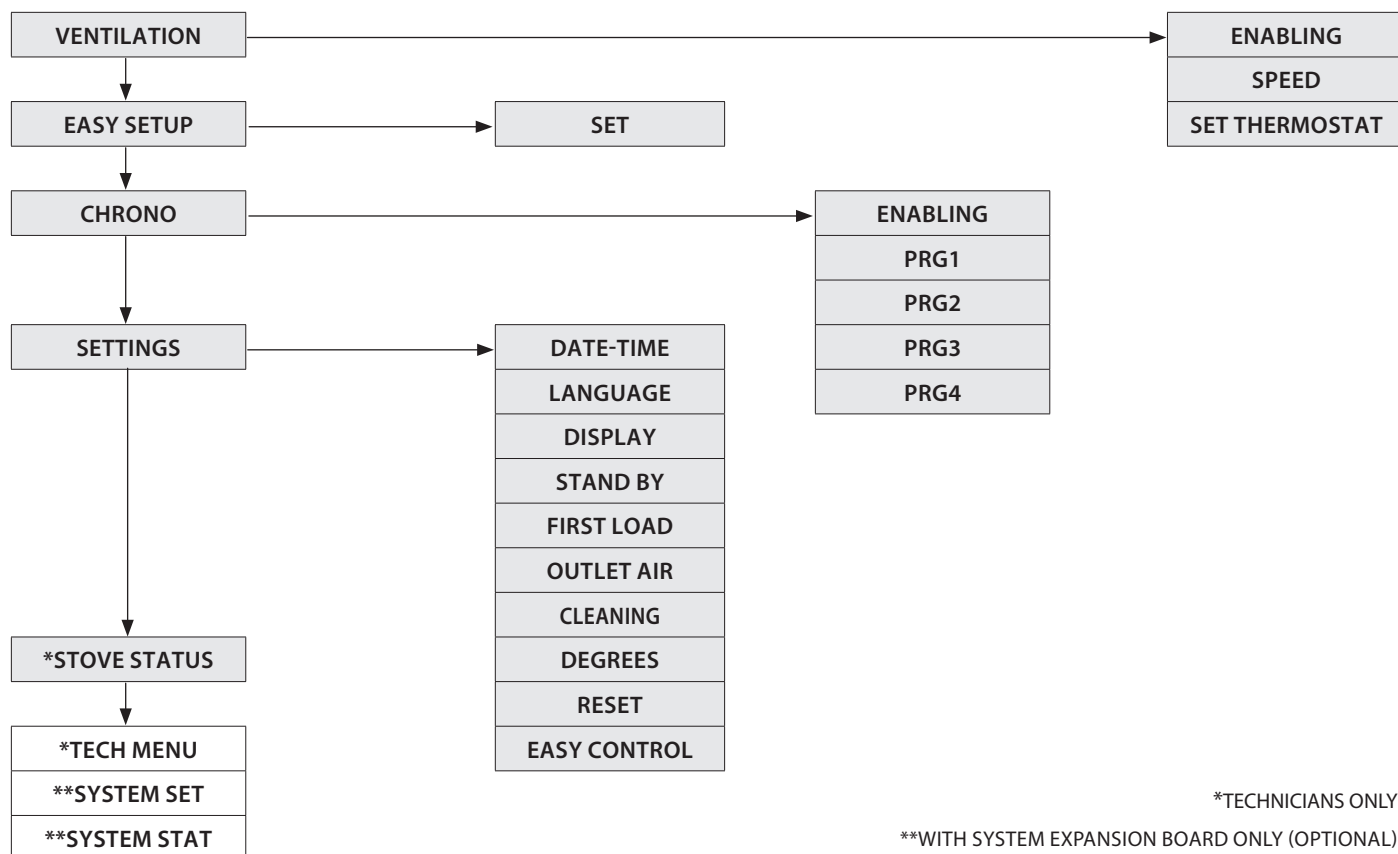 VENTILATION
ENABLING
SPEED
SET THERMOSTAT
EASY SETUP
SET
CHRONO
ENABLING
PRG1
PRG2
PRG3
PRG4
SETTINGS
DATE-TIME
LANGUAGE
DISPLAY
STAND BY
FIRST LOAD
OUTLET AIR
CLEANING
DEGREES
RESET
EASY CONTROL
*STOVE STATUS
*TECH MENU
**SYSTEM SET
**SYSTEM STAT
*TECHNICIANS ONLY
**WITH SYSTEM EXPANSION BOARD ONLY (OPTIONAL)